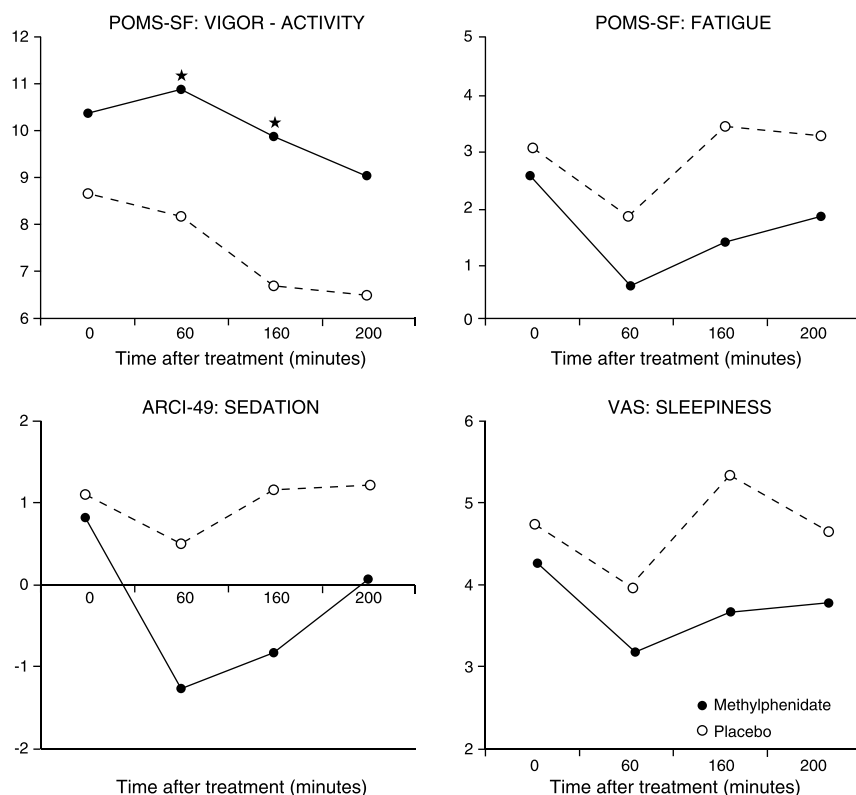 POMS-SF: VIGOR - ACTIVITY
12
11
10
9
8
7
6
0 60 160 200
Time after treatment (minutes)
POMS-SF: FATIGUE
5
4
3
2
1
0
0 60 160 200
Time after treatment (minutes)
ARCI-49: SEDATION
2
1
0
-1
-2
0 60 160 200
Time after treatment (minutes)
VAS: SLEEPINESS
6
5
4
3
2
Methylphenidate
Placebo
0 60 160 200
Time after treatment (minutes)